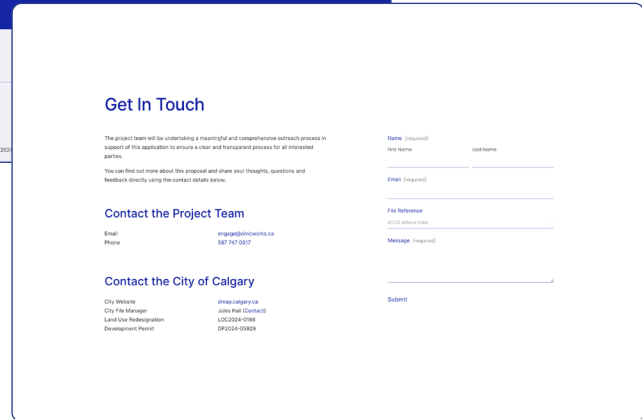 2024
Get In Touch
The project team will be undertaking a meaningful and comprehensive outreach process in
support of this application to ensure a clear and transparent process for all interested
parties.
You can find out more about this proposal and share your thoughts, questions and
feedback directly using the contact details below.
Contact the Project Team
Email engage@civicworks.ca
Phone 587 747 0317
Contact the City of Calgary
City Website dmap.calgary.ca
City File Manager Jules Hall (Contact)
Land Use Redesignation LOC2024-0186
Development Permit DP2024-05929
Name (required)
First Name Last Name
Email (required)
File Reference
Message (required)
Submit